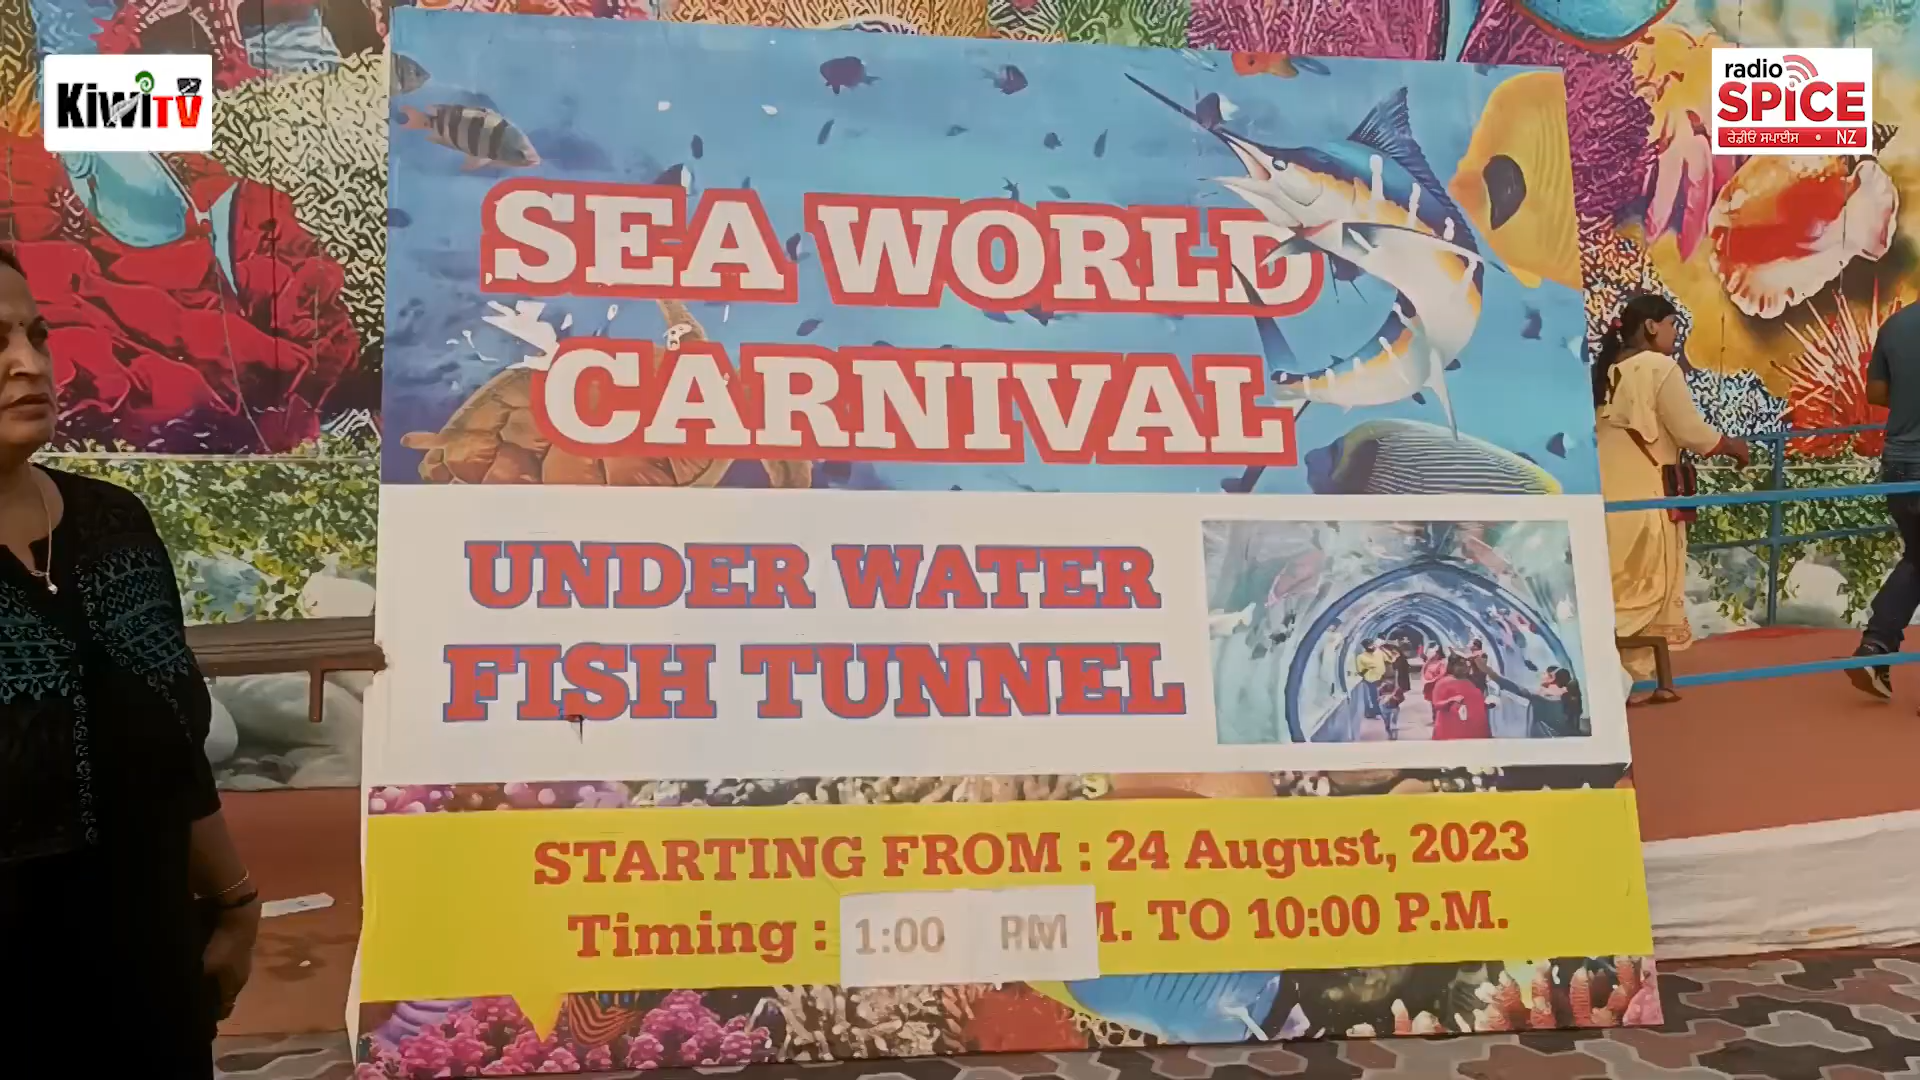 KiwiTV
radio
SPICE
ਰੇਡੀਓ ਸਪਾਈਸ • NZ
SEA WORLD
CARNIVAL
UNDER WATER
FISH TUNNEL
STARTING FROM : 24 August, 2023
Timing : 1:00 PM M. TO 10:00 P.M.